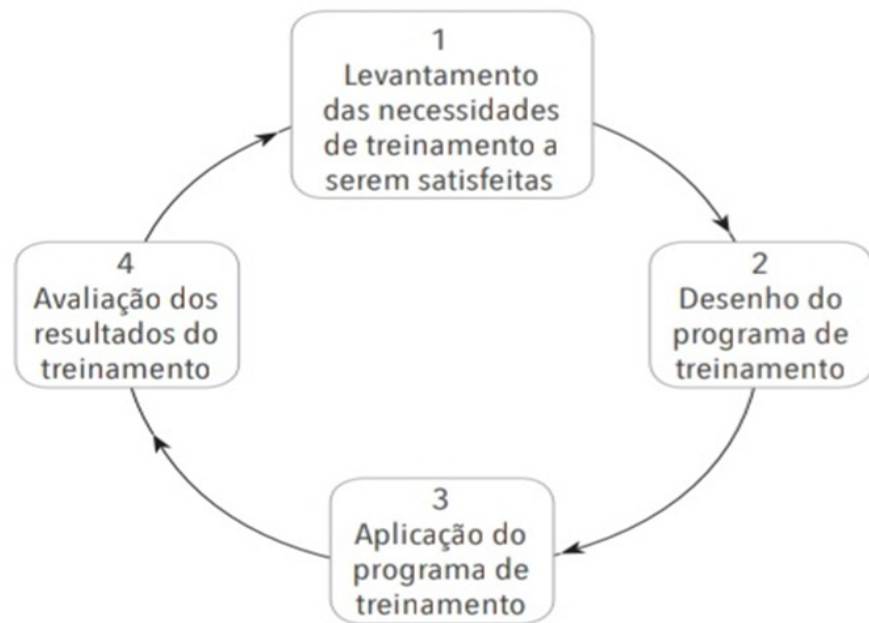 1
Levantamento
das necessidades
de treinamento a
serem satisfeitas
2
Desenho do
programa de
treinamento
3
Aplicação do
programa de
treinamento
4
Avaliação dos
resultados do
treinamento